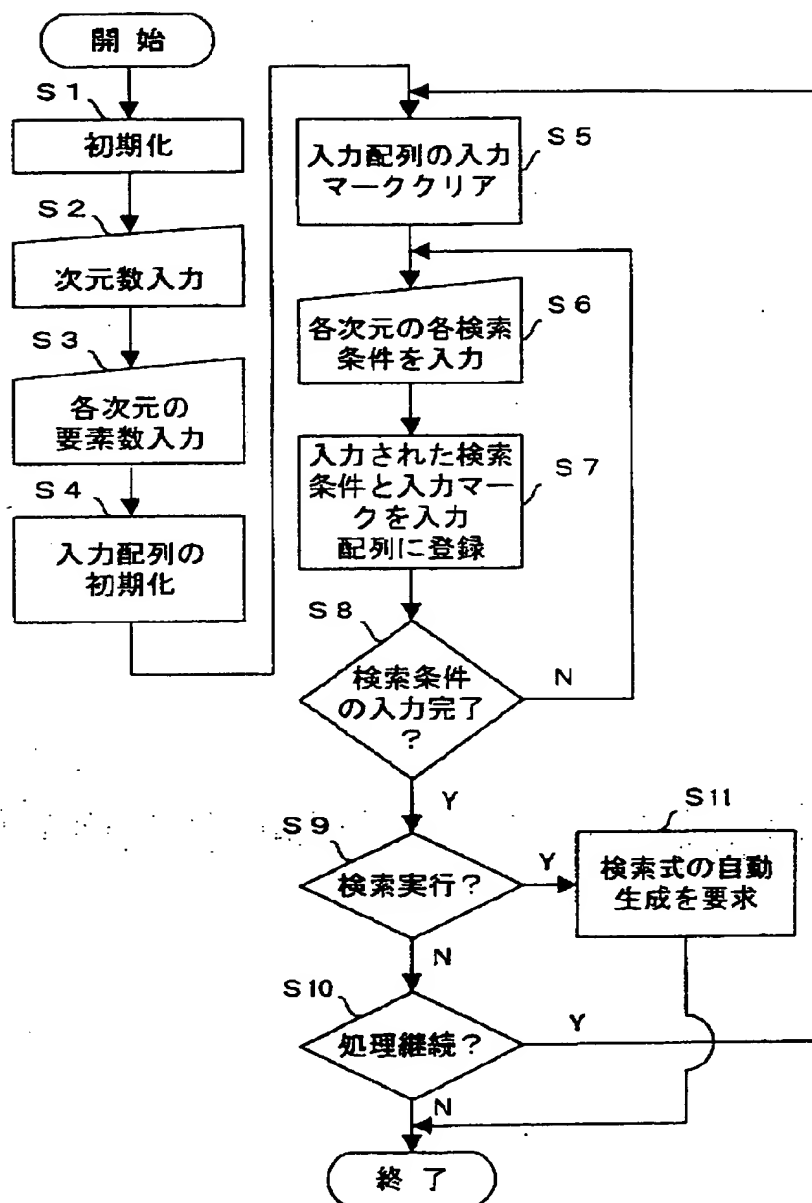 開始
S1
初期化
S2
次元数入力
S3
各次元の
要素数入力
S4
入力配列の
初期化
S5
入力配列の入力
マーククリア
S6
各次元の各検索
条件を入力
S7
入力された検索
条件と入力マー
クを入力
配列に登録
S8
検索条件
の入力完了
?
N
Y
S9
検索実行?
Y
N
S11
検索式の自動
生成を要求
S10
処理継続?
Y
N
終了